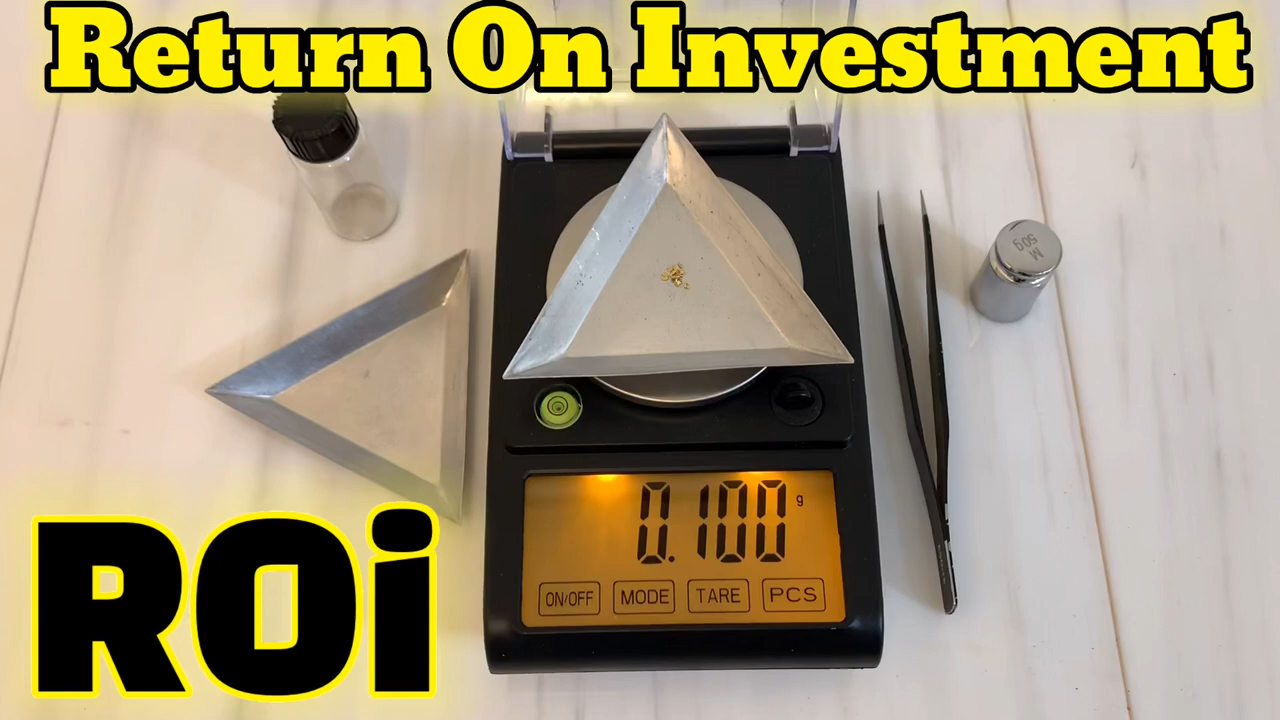 Return On Investment
M
50g
0.100 g
ON/OFF MODE TARE PCS
ROi